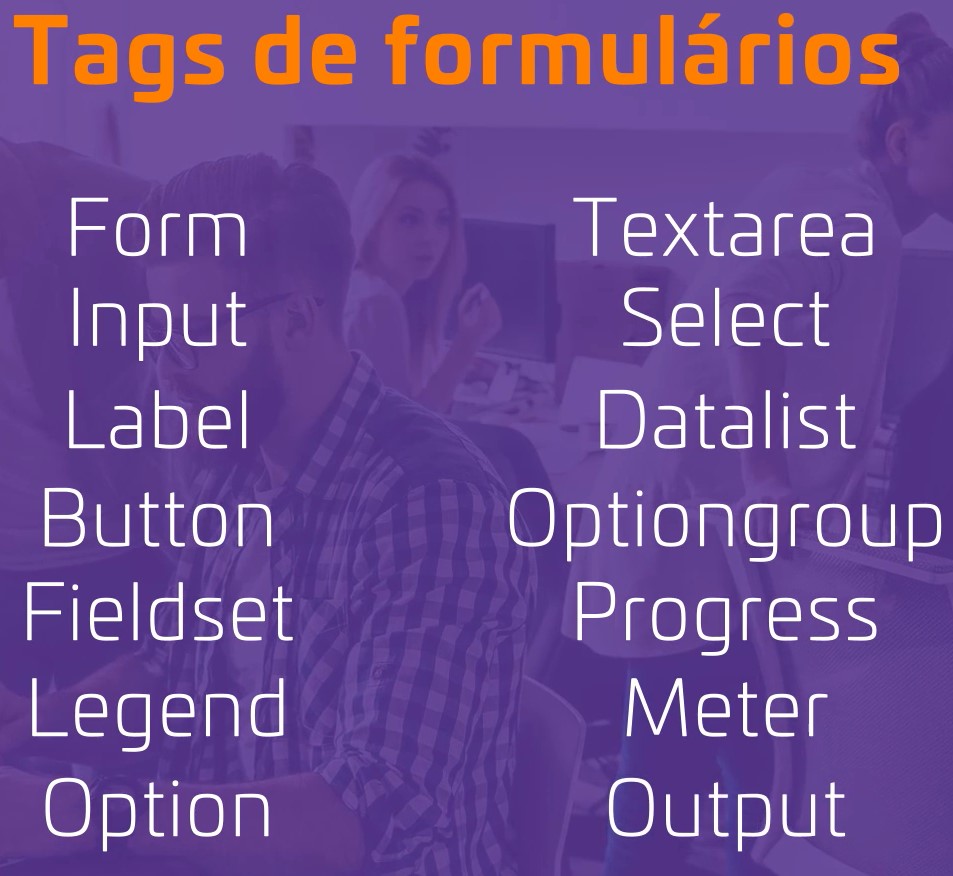 Tags de formulários
Form
Input
Label
Button
Fieldset
Legend
Option
Textarea
Select
Datalist
Optiongroup
Progress
Meter
Output